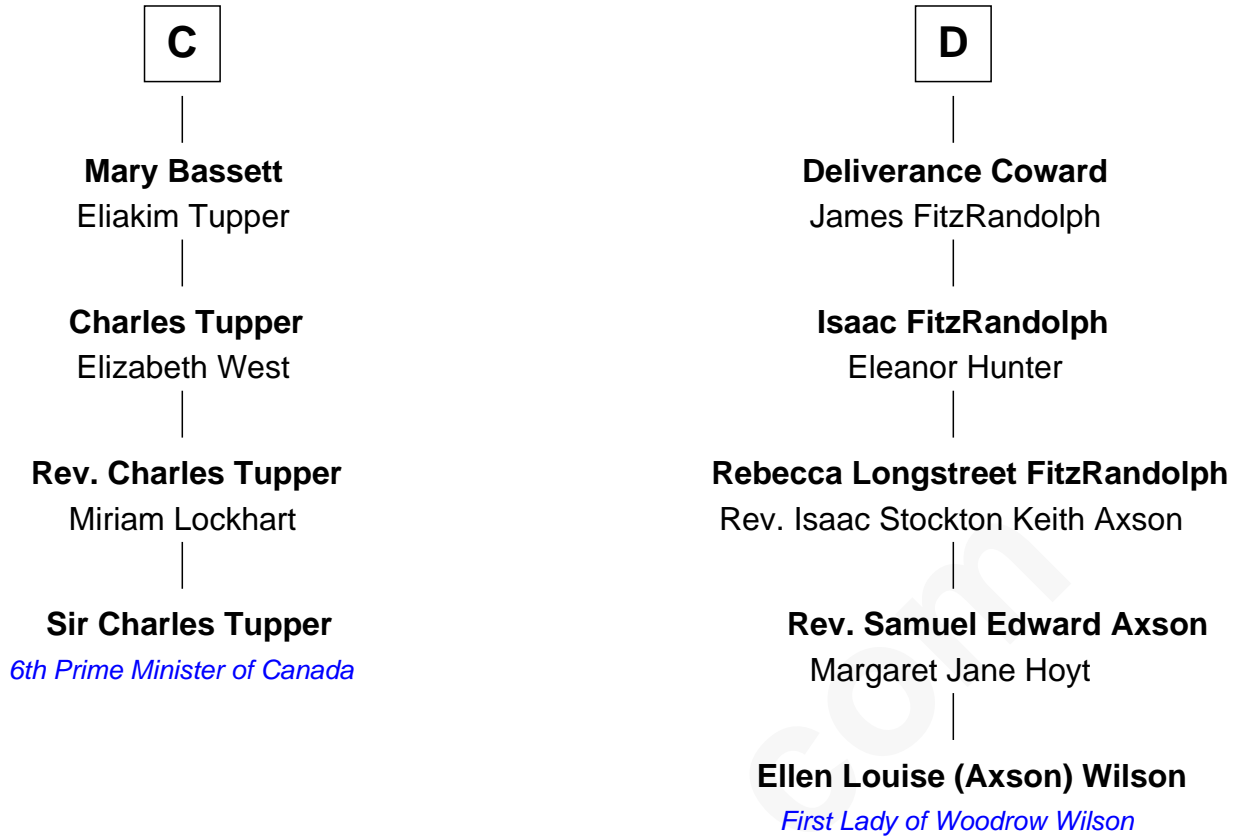 C
Mary Bassett
Eliakim Tupper
Charles Tupper
Elizabeth West
Rev. Charles Tupper
Miriam Lockhart
Sir Charles Tupper
6th Prime Minister of Canada
D
Deliverance Coward
James FitzRandolph
Isaac FitzRandolph
Eleanor Hunter
Rebecca Longstreet FitzRandolph
Rev. Isaac Stockton Keith Axson
Rev. Samuel Edward Axson
Margaret Jane Hoyt
Ellen Louise (Axson) Wilson
First Lady of Woodrow Wilson
com